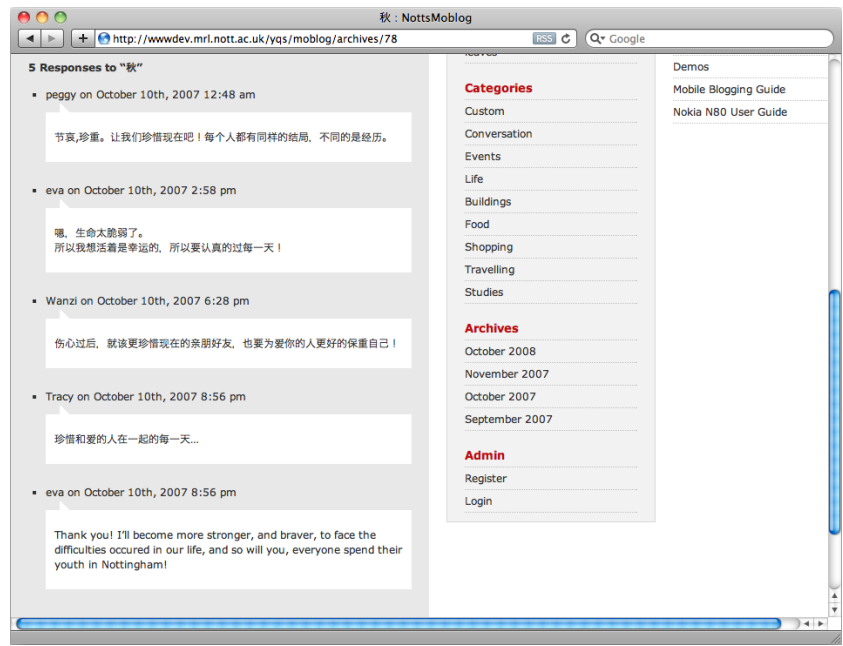 秋 : NottsMoblog
http://wwwdev.mrl.nott.ac.uk/yqs/moblog/archives/78
RSS
Google
5 Responses to “秋”
peggy on October 10th, 2007 12:48 am
节哀,珍重。让我们珍惜现在吧！每个人都有同样的结局，不同的是经历。
eva on October 10th, 2007 2:58 pm
嗯，生命太脆弱了。
所以我想活着是幸运的，所以要认真的过每一天！
Wanzi on October 10th, 2007 6:28 pm
伤心过后，就该更珍惜现在的亲朋好友，也要为爱你的人更好的保重自己！
Tracy on October 10th, 2007 8:56 pm
珍惜和爱的人在一起的每一天...
eva on October 10th, 2007 8:56 pm
Thank you! I’ll become more stronger, and braver, to face the
difficulties occured in our life, and so will you, everyone spend their
youth in Nottingham!
Categories
Custom
Conversation
Events
Life
Buildings
Food
Shopping
Travelling
Studies
Archives
October 2008
November 2007
October 2007
September 2007
Admin
Register
Login
Demos
Mobile Blogging Guide
Nokia N80 User Guide